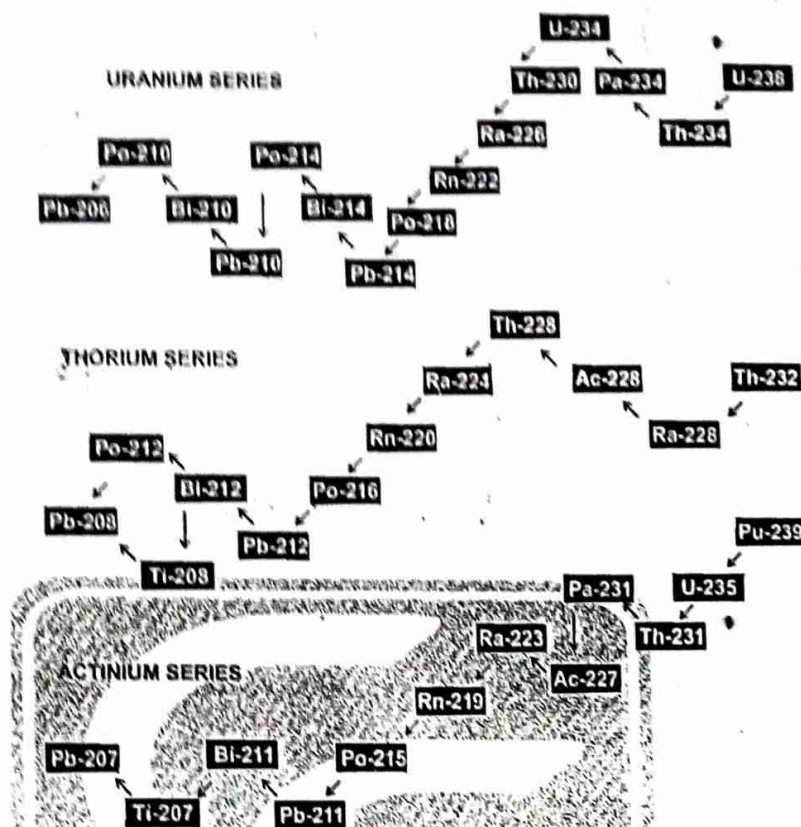 U-234
URANIUM SERIES
Th-230
Pa-234
U-238
Po-210
Po-214
Ra-226
Th-234
Pb-206
Bi-210
Bi-214
Rn-222
Po-218
Pb-210
Pb-214
THORIUM SERIES
Th-228
Ra-224
Ac-228
Th-232
Po-212
Rn-220
Ra-228
Bi-212
Po-216
Pb-208
Pb-212
Ti-208
Pu-239
Pa-231
U-235
Th-231
ACTINIUM SERIES
Ra-223
Ac-227
Rn-219
Pb-207
Bi-211
Po-215
Ti-207
Pb-211